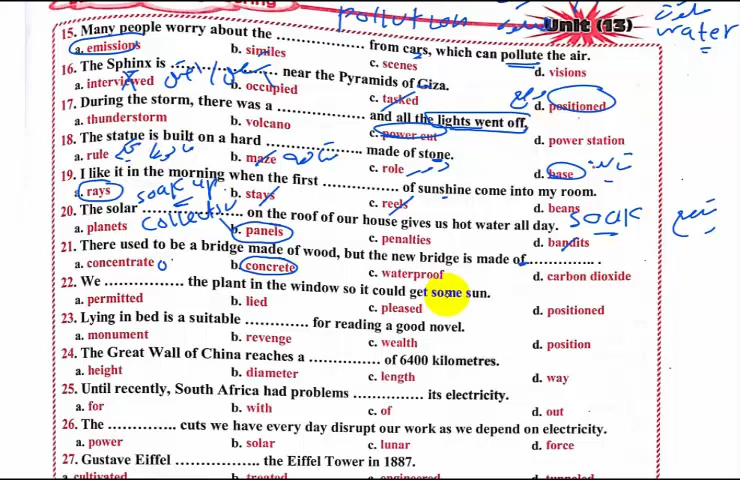 pollution
Unit (13)
water
15. Many people worry about the ................ from cars, which can pollute the air.
a. emissions b. similes c. scenes d. visions
16. The Sphinx is ................ near the Pyramids of Giza.
a. interviewed b. occupied c. tasked d. positioned
17. During the storm, there was a ................ and all the lights went off.
a. thunderstorm b. volcano c. power cut d. power station
18. The statue is built on a hard ................ made of stone.
a. rule b. maze متاهة c. role دور d. base
19. I like it in the morning when the first ................ of sunshine come into my room.
a. rays b. stays c. reels d. beans
soak up
soak
20. The solar ................ on the roof of our house gives us hot water all day.
a. planets b. panels c. penalties d. bandits
21. There used to be a bridge made of wood, but the new bridge is made of ................
a. concentrate b. concrete c. waterproof d. carbon dioxide
22. We ................ the plant in the window so it could get some sun.
a. permitted b. lied c. pleased d. positioned
23. Lying in bed is a suitable ................ for reading a good novel.
a. monument b. revenge c. wealth d. position
24. The Great Wall of China reaches a ................ of 6400 kilometres.
a. height b. diameter c. length d. way
25. Until recently, South Africa had problems ................ its electricity.
a. for b. with c. of d. out
26. The ................ cuts we have every day disrupt our work as we depend on electricity.
a. power b. solar c. lunar d. force
27. Gustave Eiffel ................ the Eiffel Tower in 1887.
a. cultivated b. treated c. engineered d. tunneled